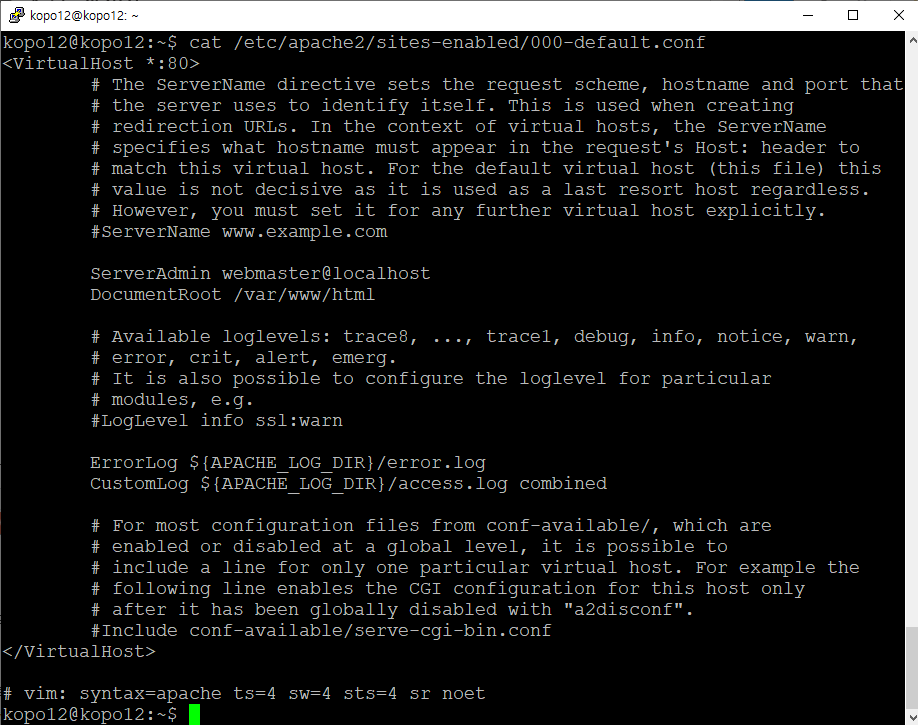 kopo12@kopo12: ~
kopo12@kopo12:~$ cat /etc/apache2/sites-enabled/000-default.conf
<VirtualHost *:80>
        # The ServerName directive sets the request scheme, hostname and port that
        # the server uses to identify itself. This is used when creating
        # redirection URLs. In the context of virtual hosts, the ServerName
        # specifies what hostname must appear in the request's Host: header to
        # match this virtual host. For the default virtual host (this file) this
        # value is not decisive as it is used as a last resort host regardless.
        # However, you must set it for any further virtual host explicitly.
        #ServerName www.example.com

        ServerAdmin webmaster@localhost
        DocumentRoot /var/www/html

        # Available loglevels: trace8, ..., trace1, debug, info, notice, warn,
        # error, crit, alert, emerg.
        # It is also possible to configure the loglevel for particular
        # modules, e.g.
        #LogLevel info ssl:warn

        ErrorLog ${APACHE_LOG_DIR}/error.log
        CustomLog ${APACHE_LOG_DIR}/access.log combined

        # For most configuration files from conf-available/, which are
        # enabled or disabled at a global level, it is possible to
        # include a line for only one particular virtual host. For example the
        # following line enables the CGI configuration for this host only
        # after it has been globally disabled with "a2disconf".
        #Include conf-available/serve-cgi-bin.conf
</VirtualHost>

# vim: syntax=apache ts=4 sw=4 sts=4 sr noet
kopo12@kopo12:~$